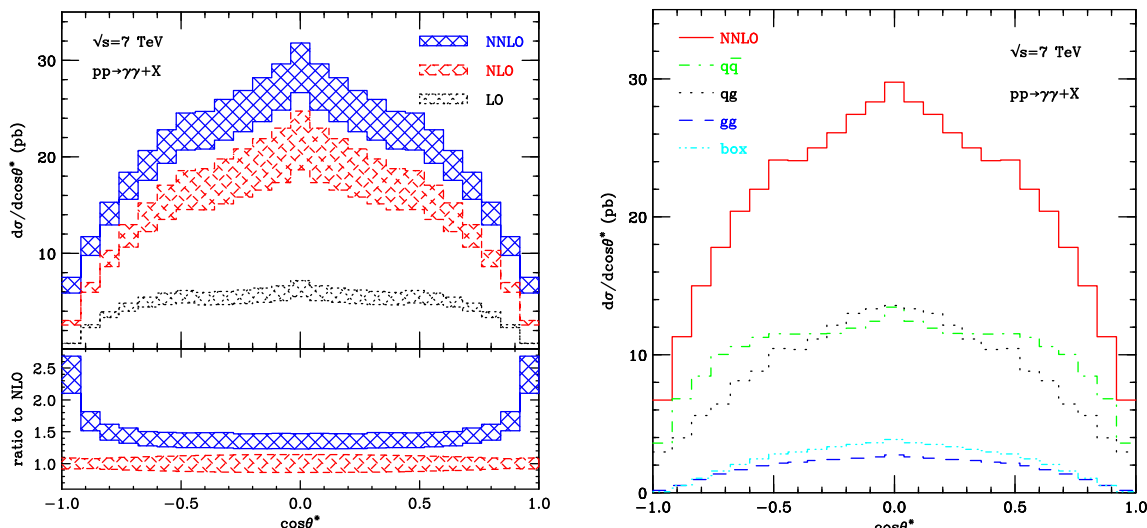 √s=7 TeV
pp→γγ+X
NNLO
NLO
LO
dσ/dcosθ* (pb)
30
20
10
ratio to NLO
2.5
2.0
1.5
1.0
-1.0
-0.5
0.0
0.5
1.0
cosθ*
NNLO
qq̅
qg
gg
box
√s=7 TeV
pp→γγ+X
dσ/dcosθ* (pb)
30
20
10
0
-1.0
-0.5
0.0
0.5
1.0
cosθ*